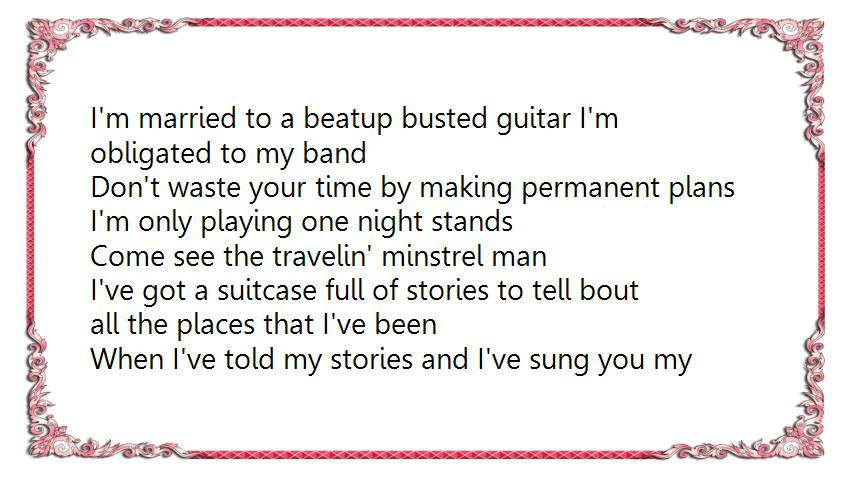 I'm married to a beatup busted guitar I'm
obligated to my band
Don't waste your time by making permanent plans
I'm only playing one night stands
Come see the travelin' minstrel man
I've got a suitcase full of stories to tell bout
all the places that I've been
When I've told my stories and I've sung you my